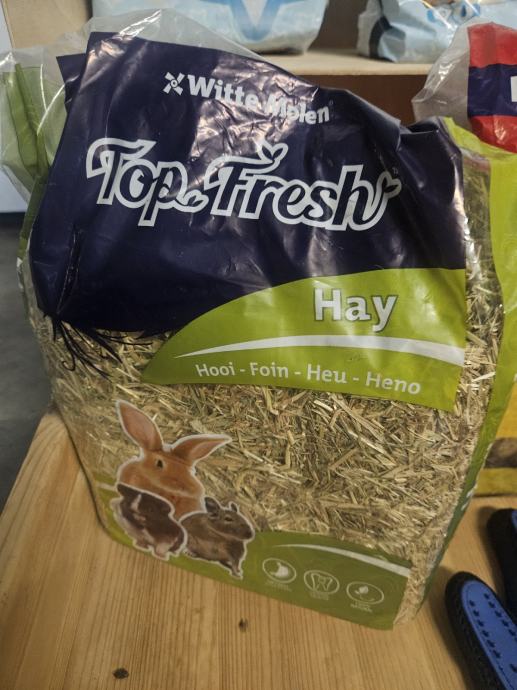 Witte Molen
Top Fresh
Hay
Hooi - Foin - Heu - Heno